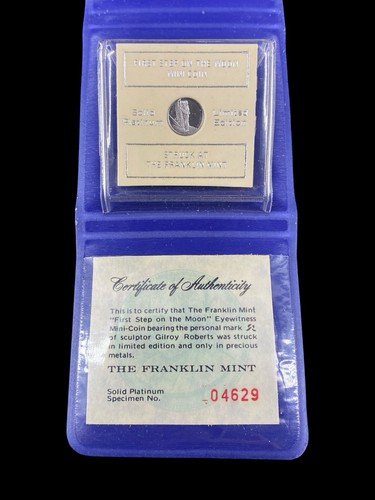 FIRST STEP ON THE MOON
MINI-COIN
Solid Limited
Platinum Edition
STRUCK AT
THE FRANKLIN MINT
Certificate of Authenticity
This is to certify that The Franklin Mint
"First Step on the Moon" Eyewitness
Mini-Coin bearing the personal mark
of sculptor Gilroy Roberts was struck
in limited edition and only in precious
metals.
THE FRANKLIN MINT
Solid Platinum
Specimen No. 04629